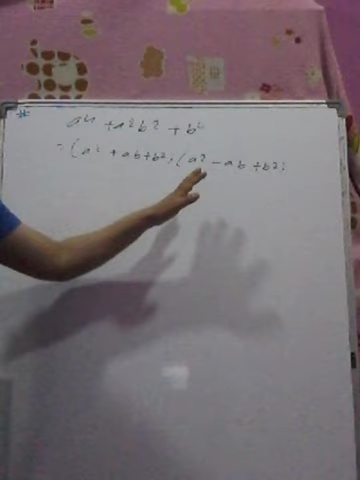 a⁴ + a²b² + b⁴
= (a² + ab + b²) (a² - ab + b²)